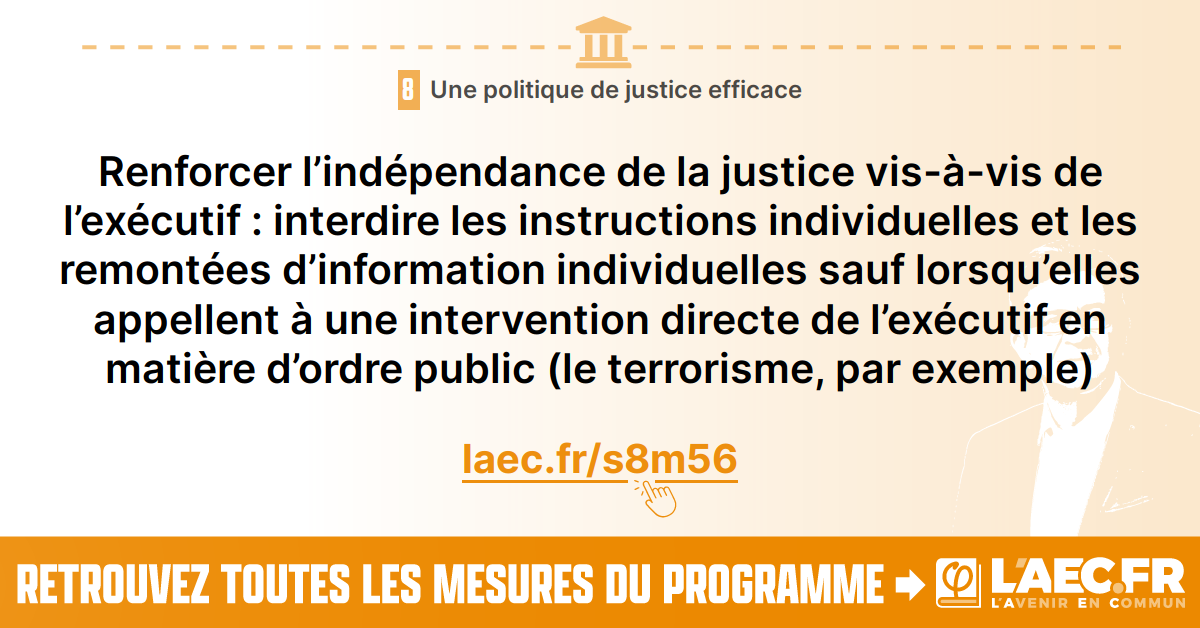 8 Une politique de justice efficace
Renforcer l’indépendance de la justice vis-à-vis de
l’exécutif : interdire les instructions individuelles et les
remontées d’information individuelles sauf lorsqu’elles
appellent à une intervention directe de l’exécutif en
matière d’ordre public (le terrorisme, par exemple)
laec.fr/s8m56
RETROUVEZ TOUTES LES MESURES DU PROGRAMME
φ L'AEC.FR
L'AVENIR EN COMMUN